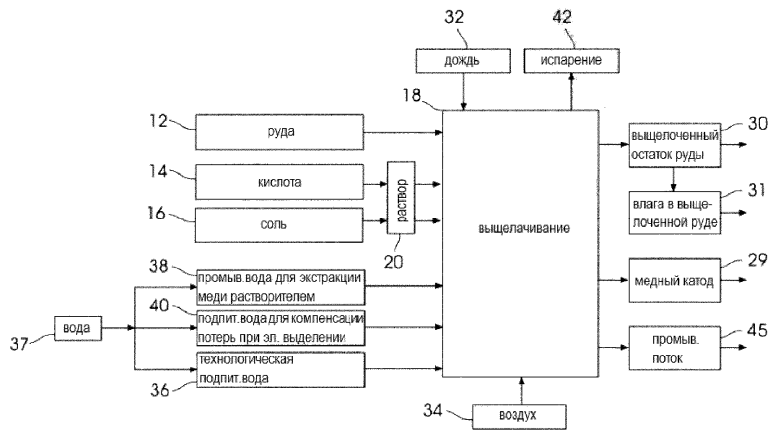 32
42
дождь
испарение
18
12
руда
30
выщелоченный
остаток руды
14
кислота
раствор
31
влага в выще-
лоченной руде
16
соль
20
выщелачивание
38
промыв.вода для экстракции
меди растворителем
29
медный катод
40
подпит.вода для компенсации
потерь при эл. выделении
37
вода
45
промыв.
поток
технологическая
подпит.вода
36
34
воздух